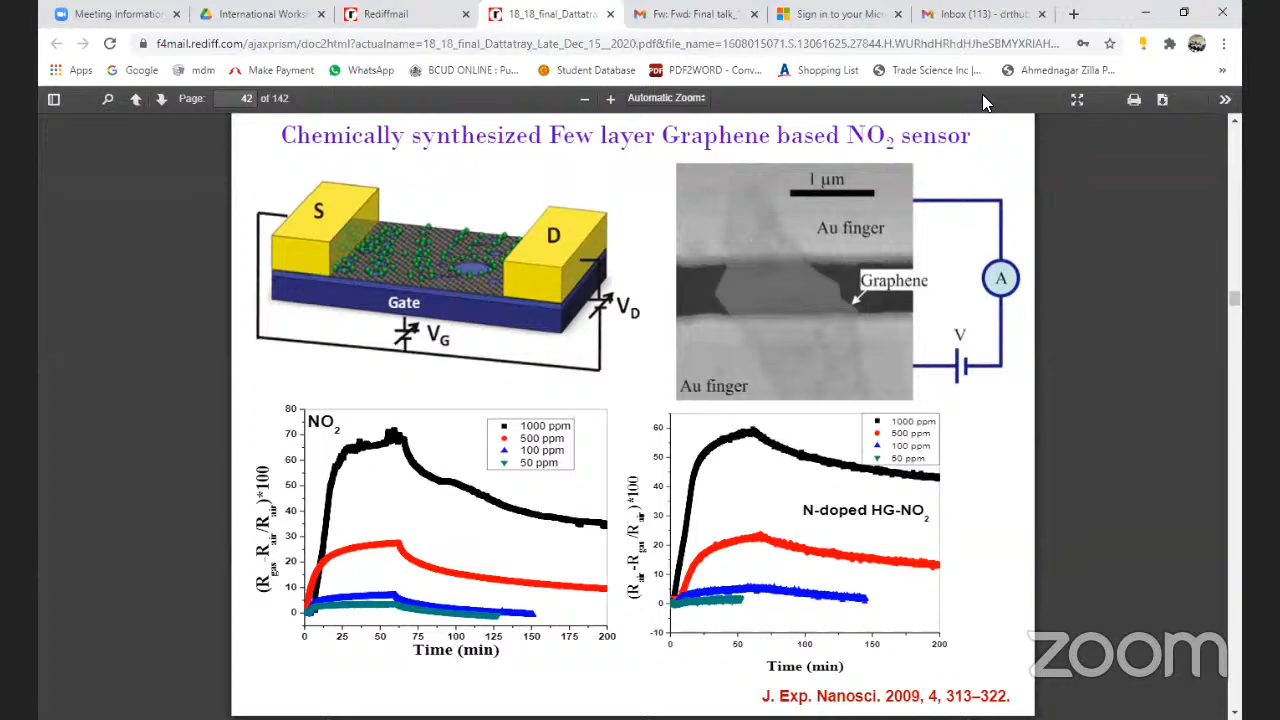 Meeting Information
International Worksh
Rediffmail
18_18_final_Dattatra
Fw: Fwd: Final talk_
Sign in to your Micr
Inbox (113) - drthub
f4mail.rediff.com/ajaxprism/doc2html?actualname=18_18_final_Dattatray_Late_Dec_15__2020.pdf&file_name=1608015071.S.13061625.27844.H.WURhdHRhdHJheSBMYXRIAH...
Apps
Google
mdm
Make Payment
WhatsApp
BCUD ONLINE : Pu...
Student Database
PDF2WORD - Conv...
Shopping List
Trade Science Inc |...
Ahmednagar Zilla P...
Page: 42 of 142
Automatic Zoom
Chemically synthesized Few layer Graphene based NO2 sensor
S
D
Gate
VG
VD
1 µm
Au finger
Graphene
Au finger
A
V
NO2
1000 ppm
500 ppm
100 ppm
50 ppm
80
70
60
50
40
30
20
10
0
(Rgas-Rair/Rair)*100
0 25 50 75 100 125 150 175 200
Time (min)
1000 ppm
500 ppm
100 ppm
50 ppm
N-doped HG-NO2
60
50
40
30
20
10
0
-10
(Rair-Rgas/Rair)*100
0 50 100 150 200
Time (min)
J. Exp. Nanosci. 2009, 4, 313–322.
zoom